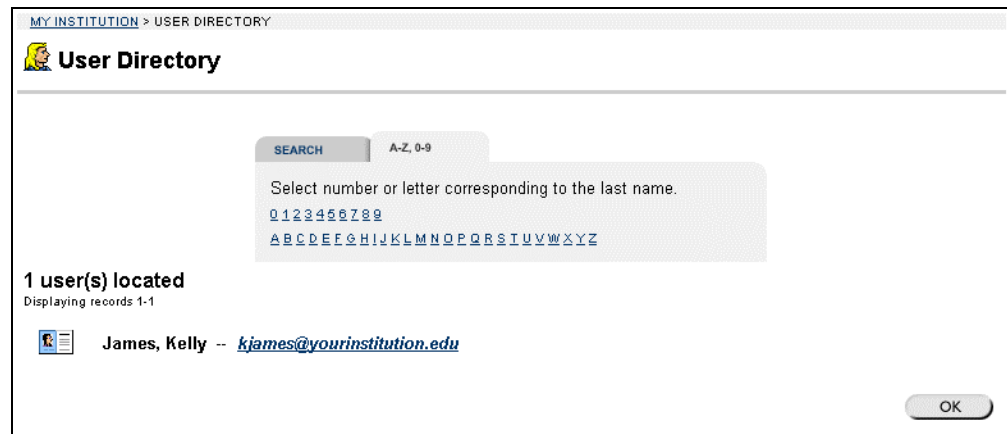 MY INSTITUTION > USER DIRECTORY
User Directory
SEARCH
A-Z, 0-9
Select number or letter corresponding to the last name.
0 1 2 3 4 5 6 7 8 9
A B C D E F G H I J K L M N O P Q R S T U V W X Y Z
1 user(s) located
Displaying records 1-1
James, Kelly -- kjames@yourinstitution.edu
OK